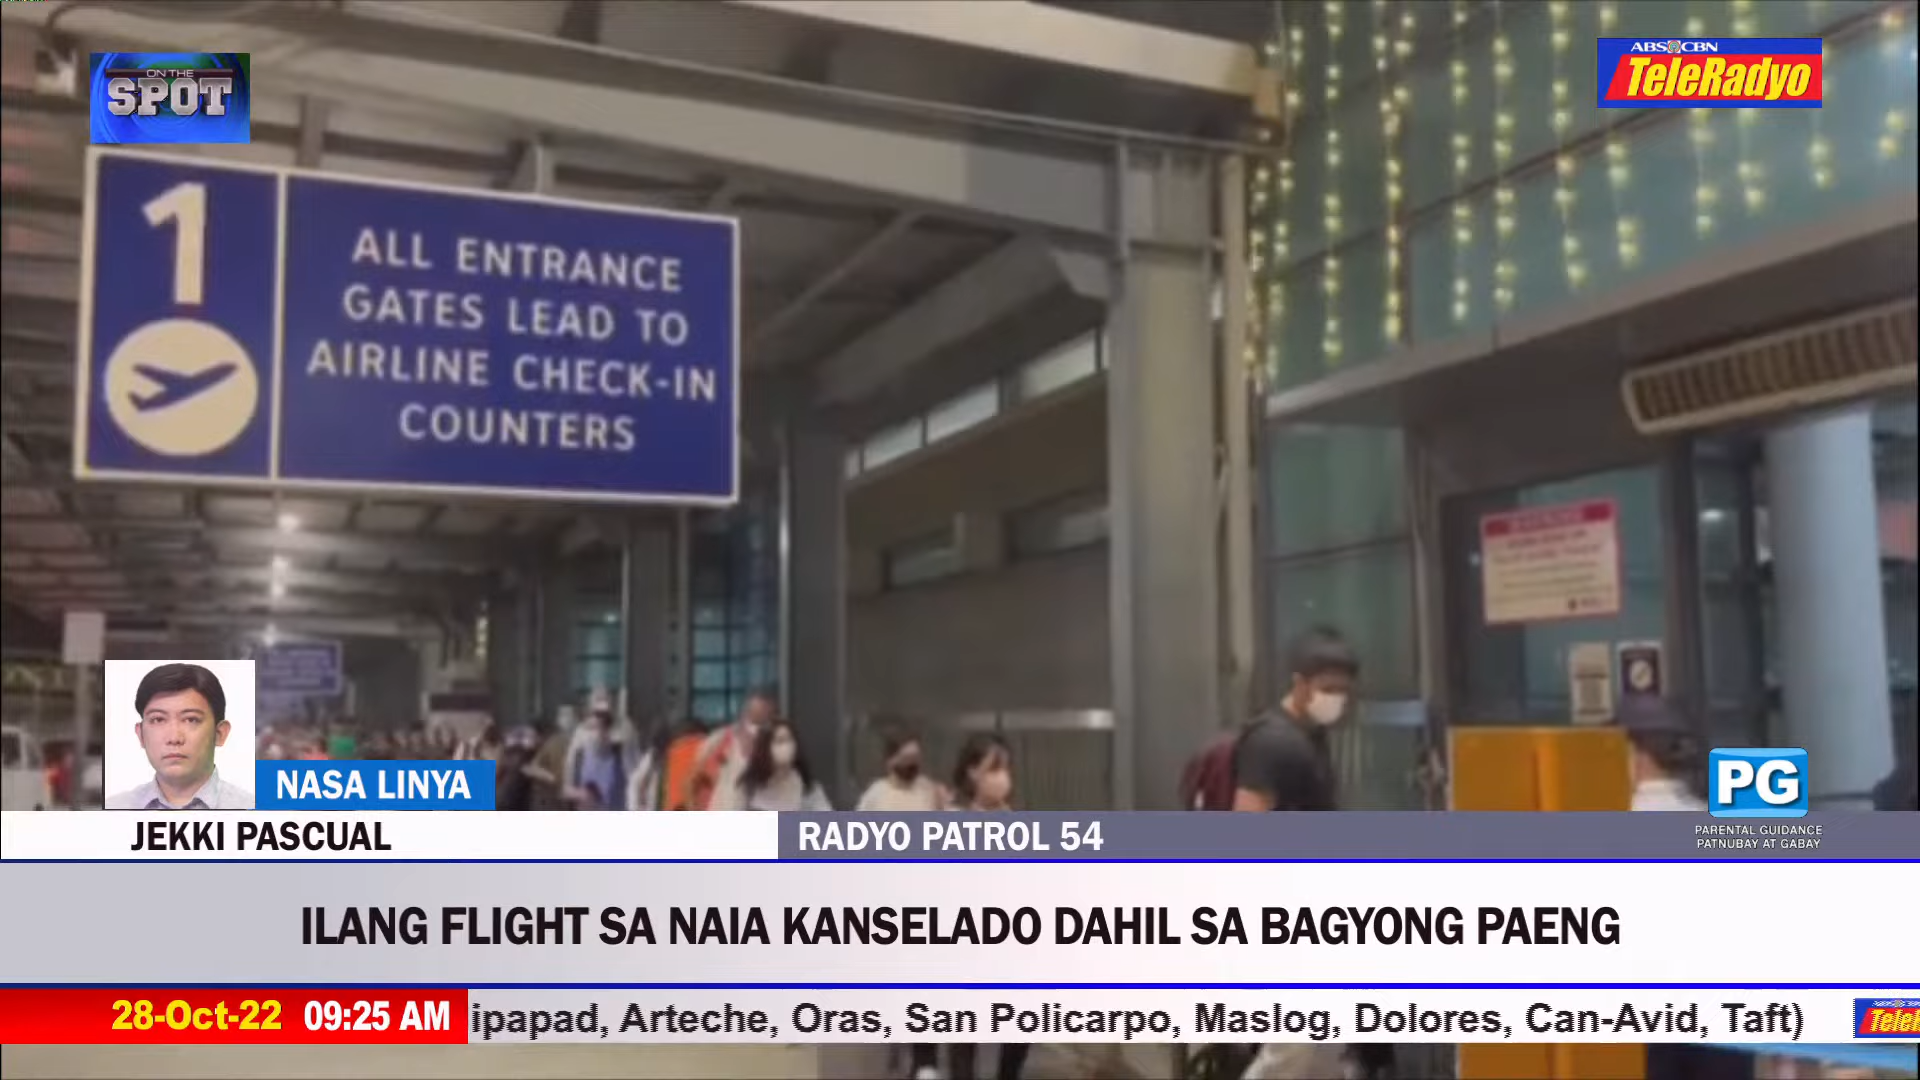 ON THE
SPOT
ABS-CBN
TeleRadyo
1
ALL ENTRANCE
GATES LEAD TO
AIRLINE CHECK-IN
COUNTERS
NASA LINYA
PG
JEKKI PASCUAL
RADYO PATROL 54
PARENTAL GUIDANCE
PATNUBAY AT GABAY
ILANG FLIGHT SA NAIA KANSELADO DAHIL SA BAGYONG PAENG
28-Oct-22 09:25 AM
ipapad, Arteche, Oras, San Policarpo, Maslog, Dolores, Can-Avid, Taft)